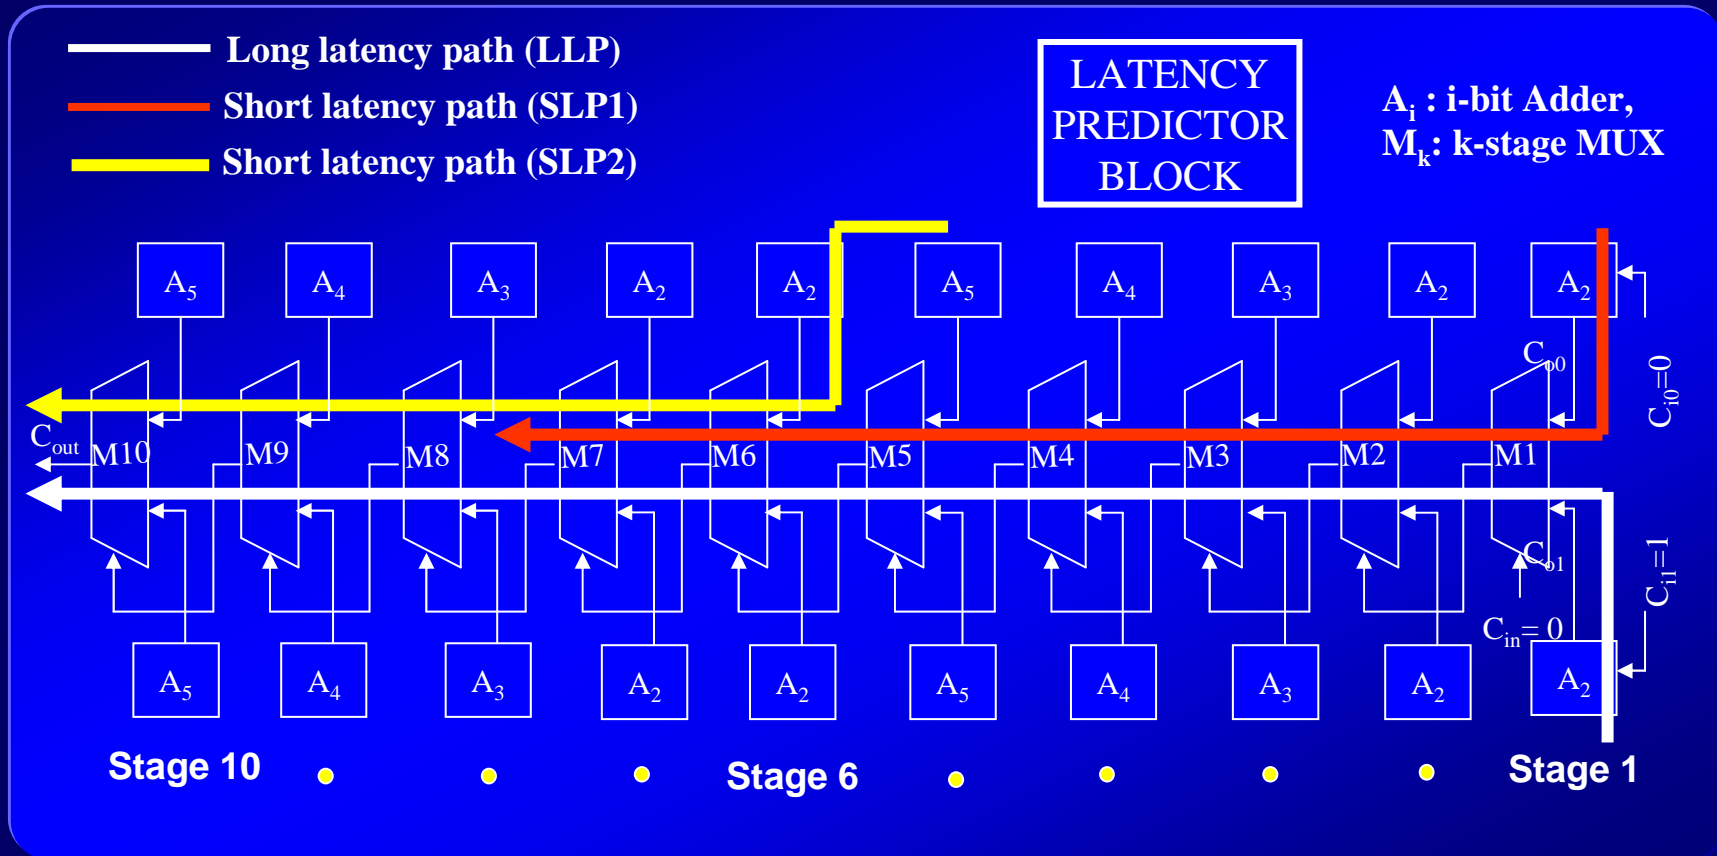 Long latency path (LLP)
Short latency path (SLP1)
Short latency path (SLP2)
LATENCY
PREDICTOR
BLOCK
Ai : i-bit Adder,
Mk: k-stage MUX
A5 A4 A3 A2 A2 A5 A4 A3 A2 A2
Co0
Ci0=0
Cout
M10 M9 M8 M7 M6 M5 M4 M3 M2 M1
Co1
Ci1=1
Cin= 0
A5 A4 A3 A2 A2 A5 A4 A3 A2 A2
Stage 10 Stage 6 Stage 1